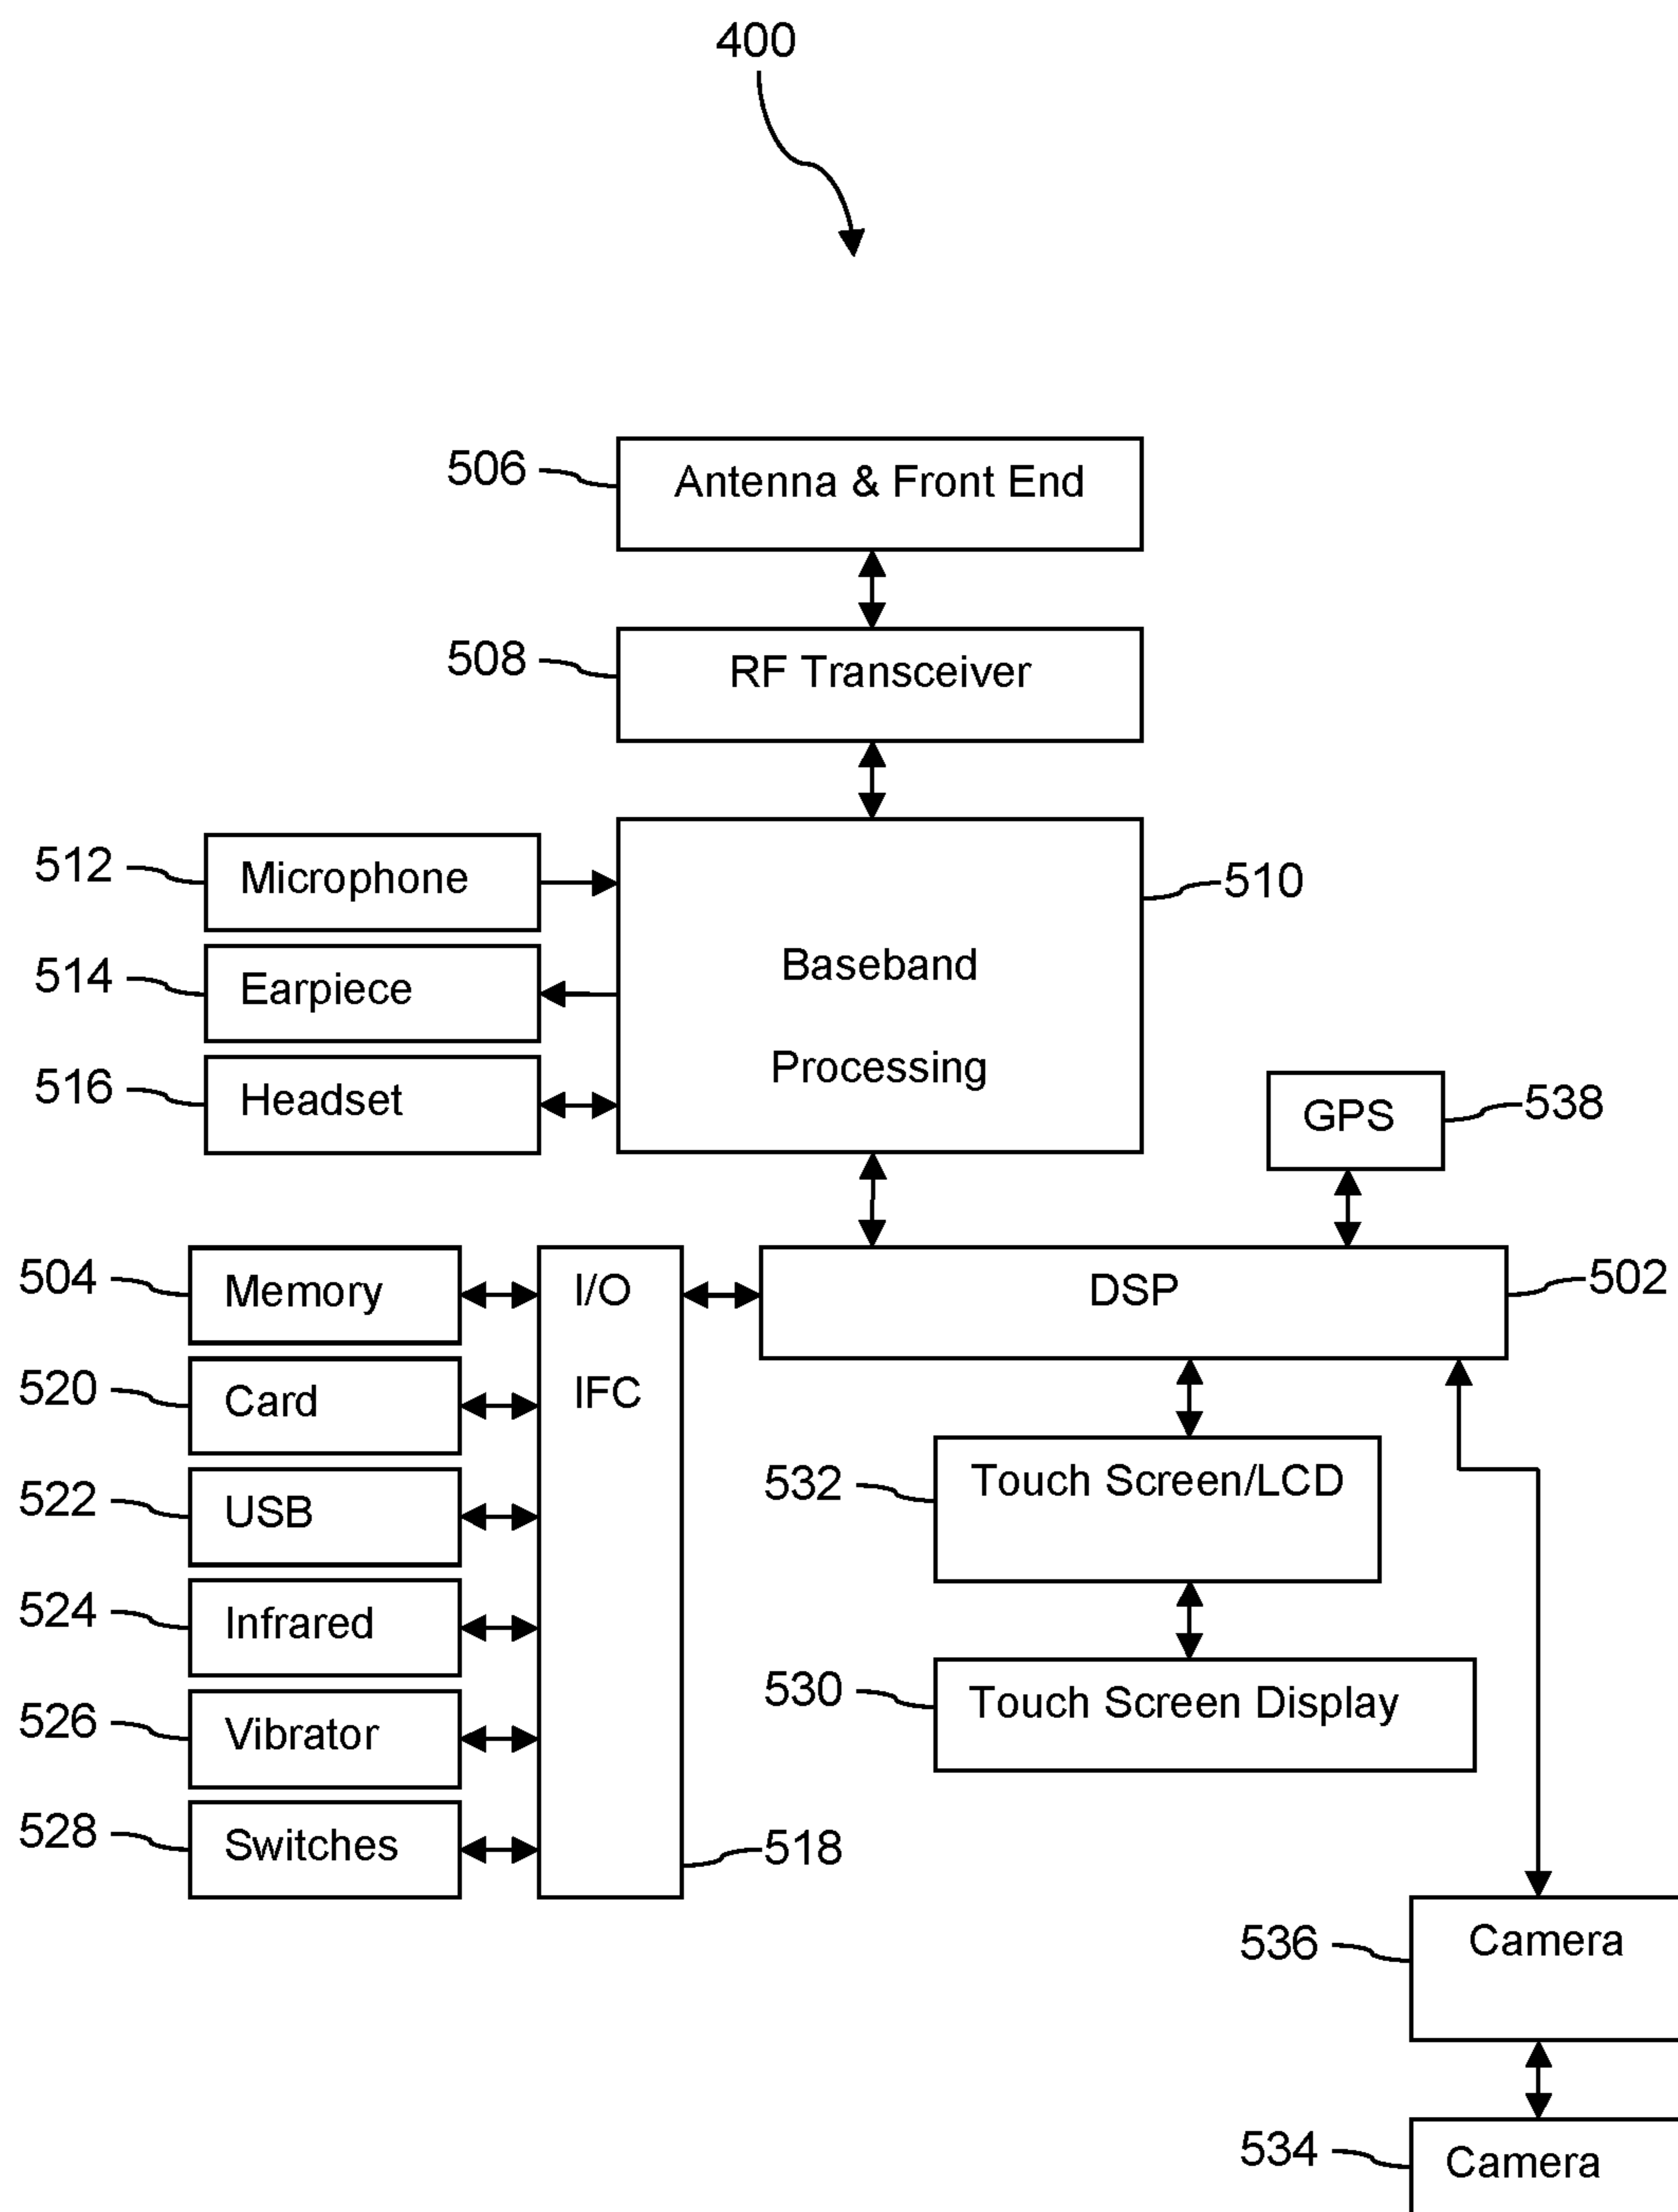 400
506
Antenna & Front End
508
RF Transceiver
512
Microphone
510
514
Earpiece
Baseband
Processing
516
Headset
GPS
538
504
Memory
I/O
IFC
DSP
502
520
Card
522
USB
532
Touch Screen/LCD
524
Infrared
530
Touch Screen Display
526
Vibrator
528
Switches
518
536
Camera
534
Camera